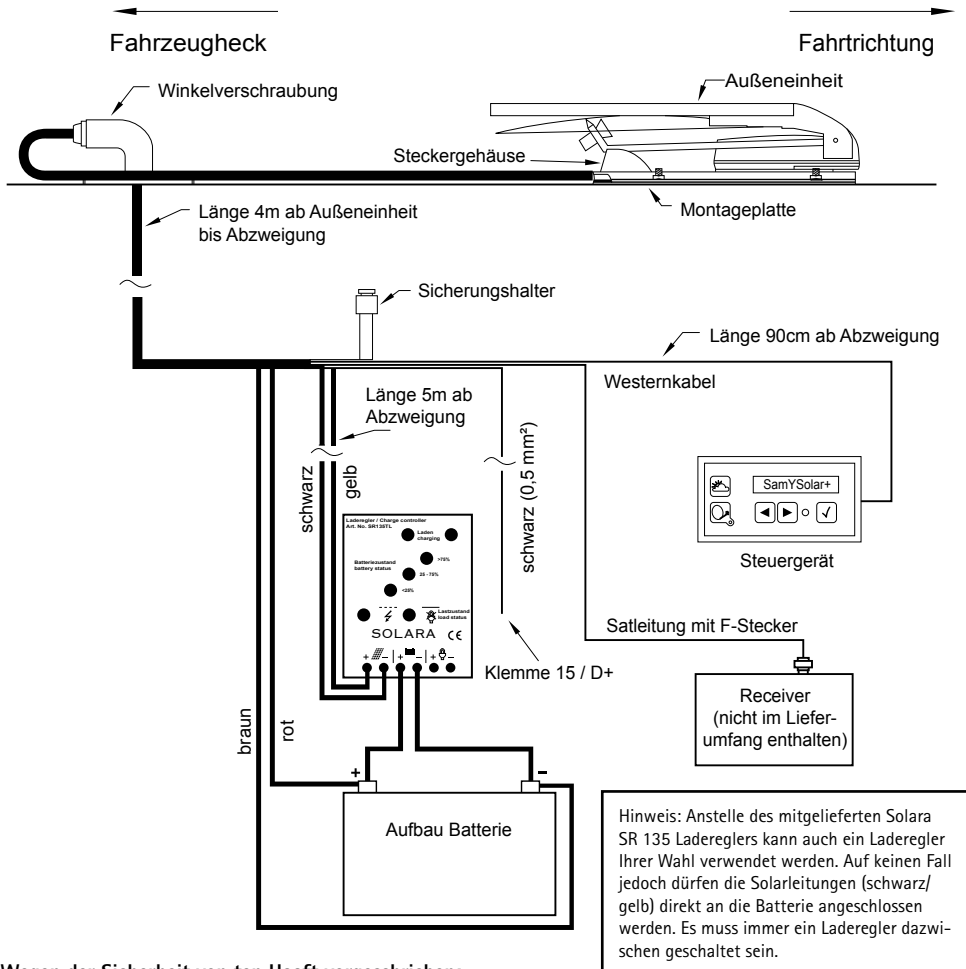 Fahrzeugheck
Fahrtrichtung
Außeneinheit
Winkelverschraubung
Steckergehäuse
Montageplatte
Länge 4m ab Außeneinheit
bis Abzweigung
Sicherungshalter
Länge 90cm ab Abzweigung
Westernkabel
Länge 5m ab
Abzweigung
schwarz
gelb
schwarz (0,5 mm²)
SamYSolar+
Steuergerät
Laderegler / Charge controller
Art. No. SR135TL
Laden
charging
Batteriezustand
battery status
>75%
25 - 75%
<25%
Lastzustand
load status
SOLARA CE
+ – + – + –
Klemme 15 / D+
Satleitung mit F-Stecker
Receiver
(nicht im Liefer-
umfang enthalten)
braun
rot
+ –
Aufbau Batterie
Hinweis: Anstelle des mitgelieferten Solara
SR 135 Ladereglers kann auch ein Laderegler
Ihrer Wahl verwendet werden. Auf keinen Fall
jedoch dürfen die Solarleitungen (schwarz/
gelb) direkt an die Batterie angeschlossen
werden. Es muss immer ein Laderegler dazwi-
schen geschaltet sein.